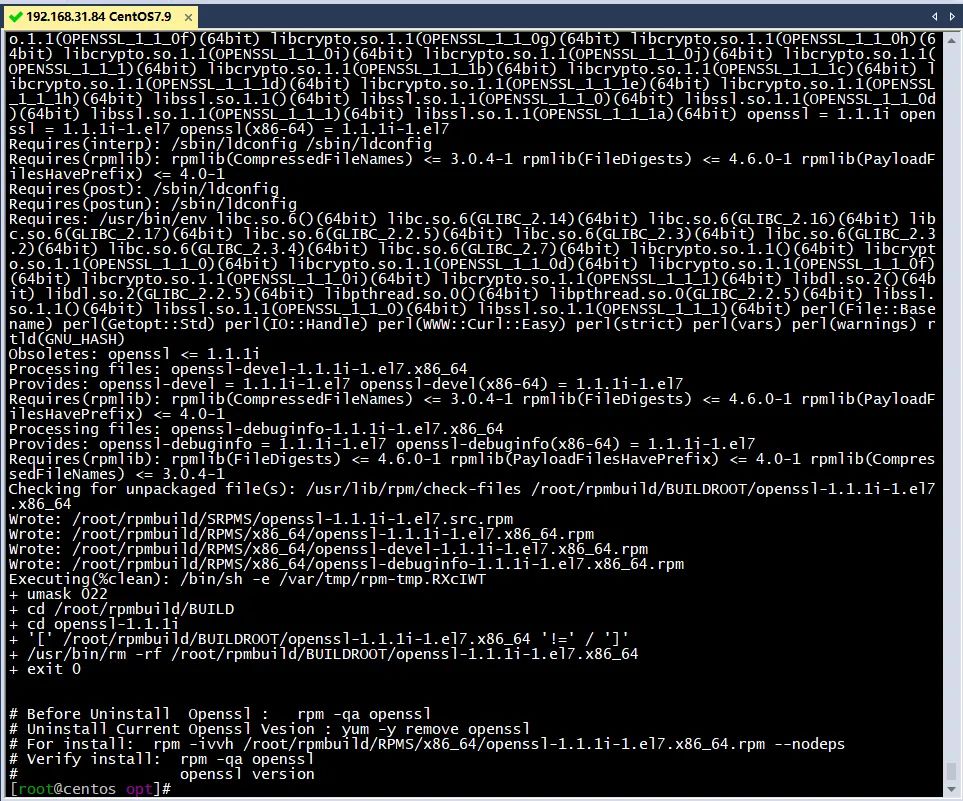 192.168.31.84 CentOS7.9
o.1.1(OPENSSL_1_1_0f)(64bit) libcrypto.so.1.1(OPENSSL_1_1_0g)(64bit) libcrypto.so.1.1(OPENSSL_1_1_0h)(6
4bit) libcrypto.so.1.1(OPENSSL_1_1_0i)(64bit) libcrypto.so.1.1(OPENSSL_1_1_0j)(64bit) libcrypto.so.1.1(
OPENSSL_1_1_1)(64bit) libcrypto.so.1.1(OPENSSL_1_1_1b)(64bit) libcrypto.so.1.1(OPENSSL_1_1_1c)(64bit) l
ibcrypto.so.1.1(OPENSSL_1_1_1d)(64bit) libcrypto.so.1.1(OPENSSL_1_1_1e)(64bit) libcrypto.so.1.1(OPENSSL
_1_1_1h)(64bit) libssl.so.1.1()(64bit) libssl.so.1.1(OPENSSL_1_1_0)(64bit) libssl.so.1.1(OPENSSL_1_1_0d
)(64bit) libssl.so.1.1(OPENSSL_1_1_1)(64bit) libssl.so.1.1(OPENSSL_1_1_1a)(64bit) openssl = 1.1.1i open
ssl = 1.1.1i-1.el7 openssl(x86-64) = 1.1.1i-1.el7
Requires(interp): /sbin/ldconfig /sbin/ldconfig
Requires(rpmlib): rpmlib(CompressedFileNames) <= 3.0.4-1 rpmlib(FileDigests) <= 4.6.0-1 rpmlib(PayloadF
ilesHavePrefix) <= 4.0-1
Requires(post): /sbin/ldconfig
Requires(postun): /sbin/ldconfig
Requires: /usr/bin/env libc.so.6()(64bit) libc.so.6(GLIBC_2.14)(64bit) libc.so.6(GLIBC_2.16)(64bit) lib
c.so.6(GLIBC_2.17)(64bit) libc.so.6(GLIBC_2.2.5)(64bit) libc.so.6(GLIBC_2.3)(64bit) libc.so.6(GLIBC_2.3
.2)(64bit) libc.so.6(GLIBC_2.3.4)(64bit) libc.so.6(GLIBC_2.7)(64bit) libcrypto.so.1.1()(64bit) libcrypt
o.so.1.1(OPENSSL_1_1_0)(64bit) libcrypto.so.1.1(OPENSSL_1_1_0d)(64bit) libcrypto.so.1.1(OPENSSL_1_1_0f)
(64bit) libcrypto.so.1.1(OPENSSL_1_1_0i)(64bit) libcrypto.so.1.1(OPENSSL_1_1_1)(64bit) libdl.so.2()(64b
it) libdl.so.2(GLIBC_2.2.5)(64bit) libpthread.so.0()(64bit) libpthread.so.0(GLIBC_2.2.5)(64bit) libssl.
so.1.1()(64bit) libssl.so.1.1(OPENSSL_1_1_0)(64bit) libssl.so.1.1(OPENSSL_1_1_1)(64bit) perl(File::Base
name) perl(Getopt::Std) perl(IO::Handle) perl(WWW::Curl::Easy) perl(strict) perl(vars) perl(warnings) r
tld(GNU_HASH)
Obsoletes: openssl <= 1.1.1i
Processing files: openssl-devel-1.1.1i-1.el7.x86_64
Provides: openssl-devel = 1.1.1i-1.el7 openssl-devel(x86-64) = 1.1.1i-1.el7
Requires(rpmlib): rpmlib(CompressedFileNames) <= 3.0.4-1 rpmlib(FileDigests) <= 4.6.0-1 rpmlib(PayloadF
ilesHavePrefix) <= 4.0-1
Processing files: openssl-debuginfo-1.1.1i-1.el7.x86_64
Provides: openssl-debuginfo = 1.1.1i-1.el7 openssl-debuginfo(x86-64) = 1.1.1i-1.el7
Requires(rpmlib): rpmlib(FileDigests) <= 4.6.0-1 rpmlib(PayloadFilesHavePrefix) <= 4.0-1 rpmlib(Compres
sedFileNames) <= 3.0.4-1
Checking for unpackaged file(s): /usr/lib/rpm/check-files /root/rpmbuild/BUILDROOT/openssl-1.1.1i-1.el7
.x86_64
Wrote: /root/rpmbuild/SRPMS/openssl-1.1.1i-1.el7.src.rpm
Wrote: /root/rpmbuild/RPMS/x86_64/openssl-1.1.1i-1.el7.x86_64.rpm
Wrote: /root/rpmbuild/RPMS/x86_64/openssl-devel-1.1.1i-1.el7.x86_64.rpm
Wrote: /root/rpmbuild/RPMS/x86_64/openssl-debuginfo-1.1.1i-1.el7.x86_64.rpm
Executing(%clean): /bin/sh -e /var/tmp/rpm-tmp.RXcIWT
+ umask 022
+ cd /root/rpmbuild/BUILD
+ cd openssl-1.1.1i
+ '[' /root/rpmbuild/BUILDROOT/openssl-1.1.1i-1.el7.x86_64 '!=' / ']'
+ /usr/bin/rm -rf /root/rpmbuild/BUILDROOT/openssl-1.1.1i-1.el7.x86_64
+ exit 0
# Before Uninstall  Openssl :   rpm -qa openssl
# Uninstall Current Openssl Vesion : yum -y remove openssl
# For install:  rpm -ivvh /root/rpmbuild/RPMS/x86_64/openssl-1.1.1i-1.el7.x86_64.rpm --nodeps
# Verify install:  rpm -qa openssl
#                  openssl version
[root@centos opt]#